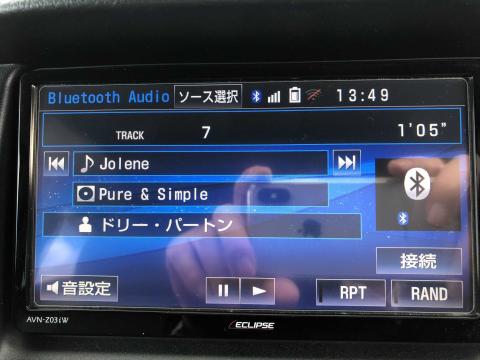 Bluetooth Audio ソース選択 13:49
TRACK 7 1'05"
Jolene
Pure & Simple
ドリー・パートン
接続
音設定 RPT RAND
AVN-Z03iW ECLIPSE